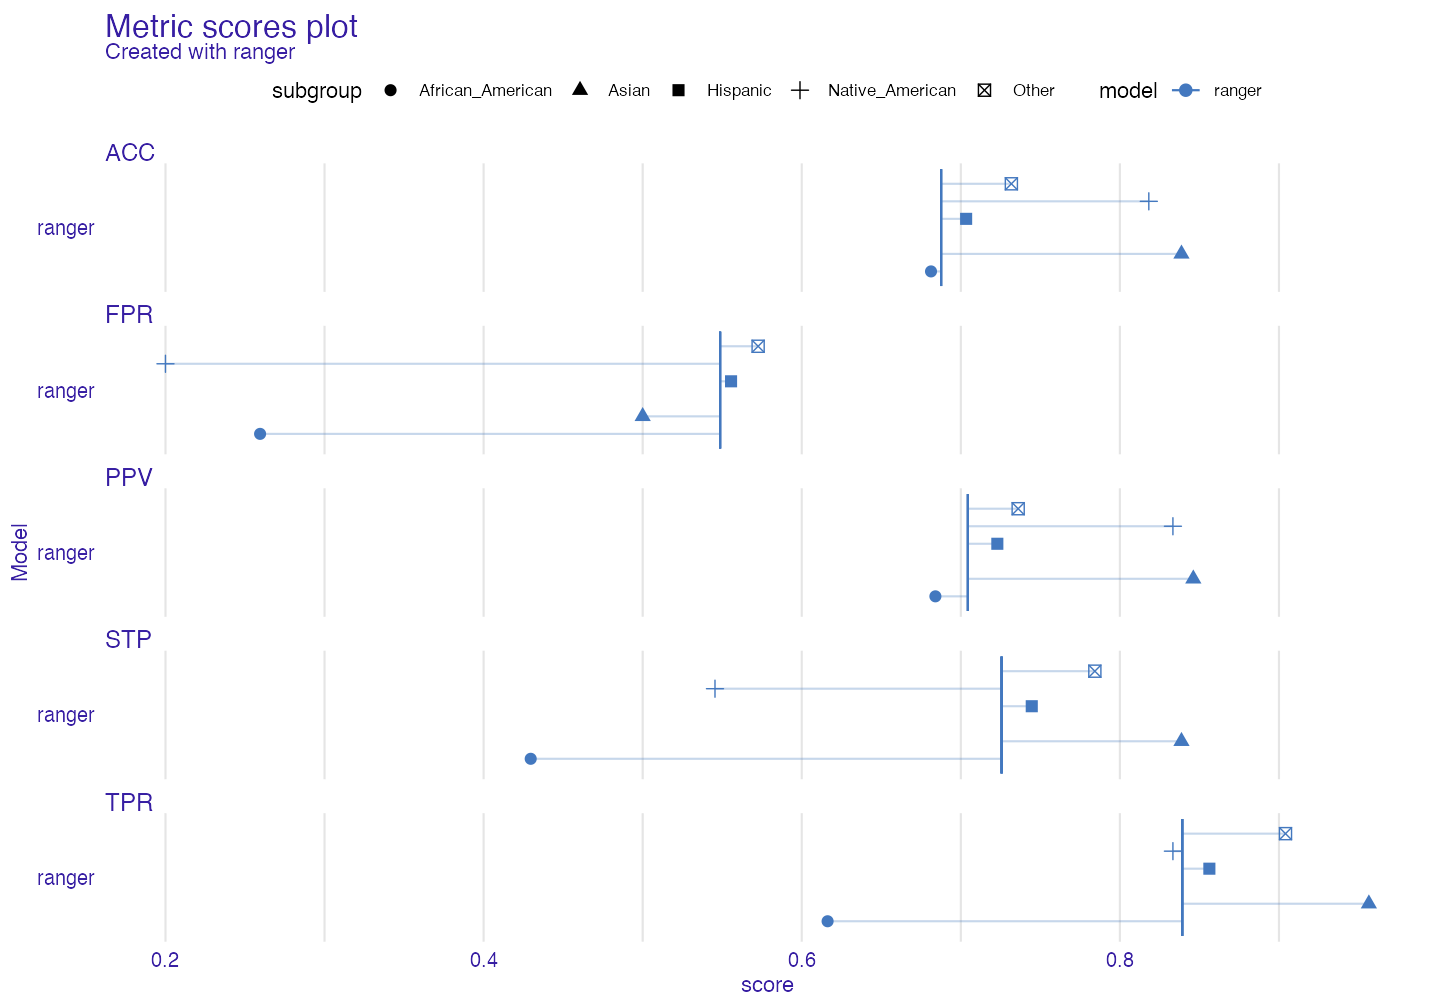 Metric scores plot
Created with ranger
subgroup African_American Asian Hispanic Native_American Other model ranger
ACC
ranger
FPR
ranger
PPV
ranger
STP
ranger
TPR
ranger
Model
0.2 0.4 0.6 0.8
score